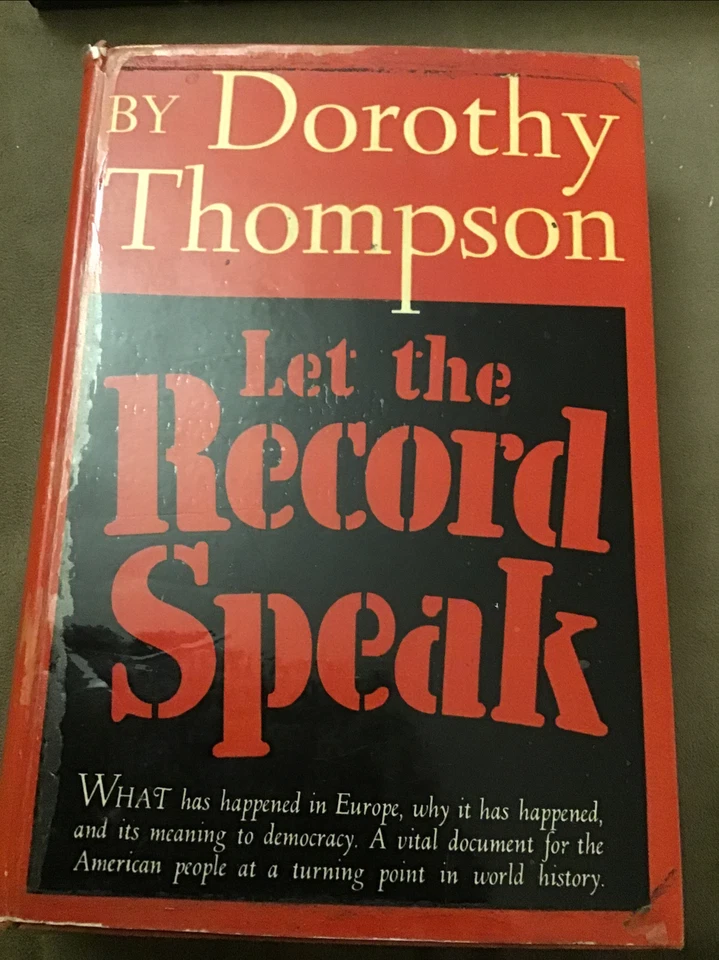 BY Dorothy
Thompson
Let the
Record
Speak
WHAT has happened in Europe, why it has happened,
and its meaning to democracy. A vital document for the
American people at a turning point in world history.